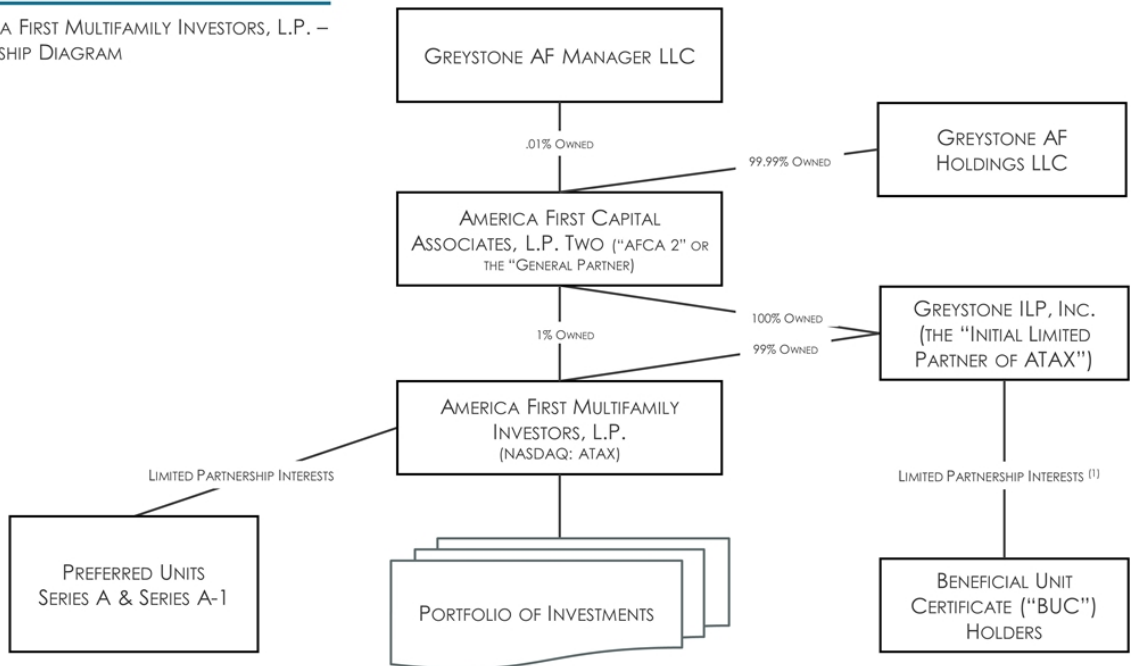 A FIRST MULTIFAMILY INVESTORS, L.P. –
SHIP DIAGRAM
GREYSTONE AF MANAGER LLC
.01% OWNED
99.99% OWNED
GREYSTONE AF
HOLDINGS LLC
AMERICA FIRST CAPITAL
ASSOCIATES, L.P. TWO (“AFCA 2” OR
THE “GENERAL PARTNER)
1% OWNED
100% OWNED
99% OWNED
GREYSTONE ILP, INC.
(THE “INITIAL LIMITED
PARTNER OF ATAX”)
AMERICA FIRST MULTIFAMILY
INVESTORS, L.P.
(NASDAQ: ATAX)
LIMITED PARTNERSHIP INTERESTS
LIMITED PARTNERSHIP INTERESTS (1)
PREFERRED UNITS
SERIES A & SERIES A-1
PORTFOLIO OF INVESTMENTS
BENEFICIAL UNIT
CERTIFICATE (“BUC”)
HOLDERS